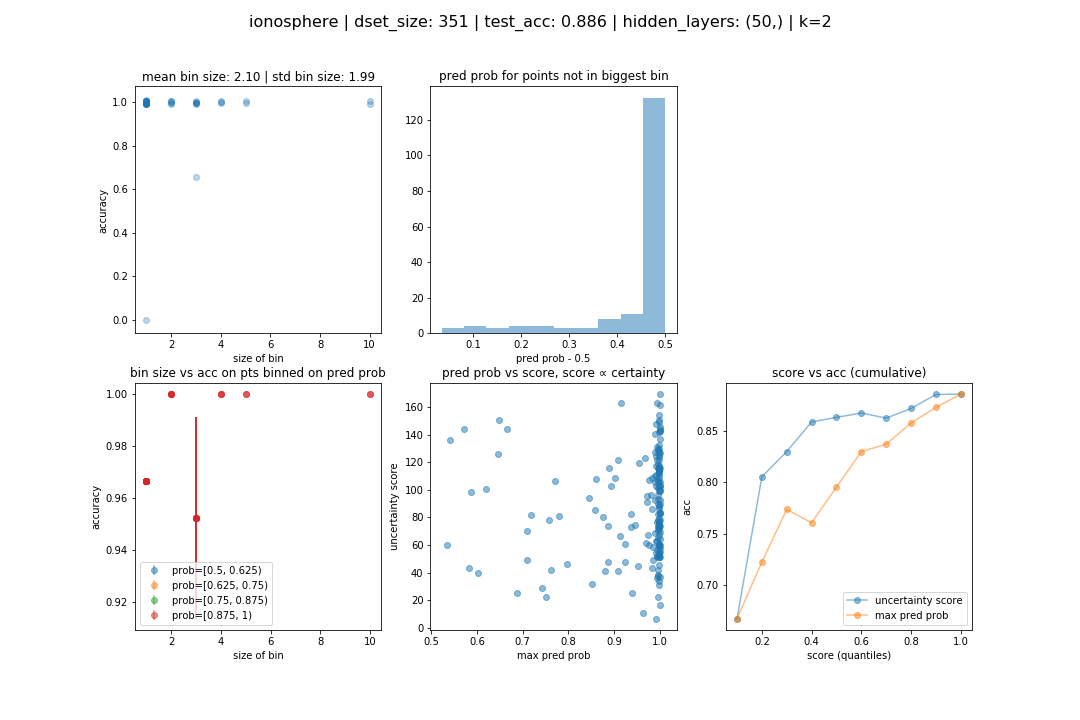 ionosphere | dset_size: 351 | test_acc: 0.886 | hidden_layers: (50,) | k=2
mean bin size: 2.10 | std bin size: 1.99
accuracy
1.0
0.8
0.6
0.4
0.2
0.0
2 4 6 8 10
size of bin
pred prob for points not in biggest bin
120
100
80
60
40
20
0
0.1 0.2 0.3 0.4 0.5
pred prob - 0.5
bin size vs acc on pts binned on pred prob
accuracy
1.00
0.98
0.96
0.94
0.92
prob=[0.5, 0.625)
prob=[0.625, 0.75)
prob=[0.75, 0.875)
prob=[0.875, 1)
2 4 6 8 10
size of bin
pred prob vs score, score ∝ certainty
uncertainty score
160
140
120
100
80
60
40
20
0
0.5 0.6 0.7 0.8 0.9 1.0
max pred prob
score vs acc (cumulative)
acc
0.85
0.80
0.75
0.70
uncertainty score
max pred prob
0.2 0.4 0.6 0.8 1.0
score (quantiles)